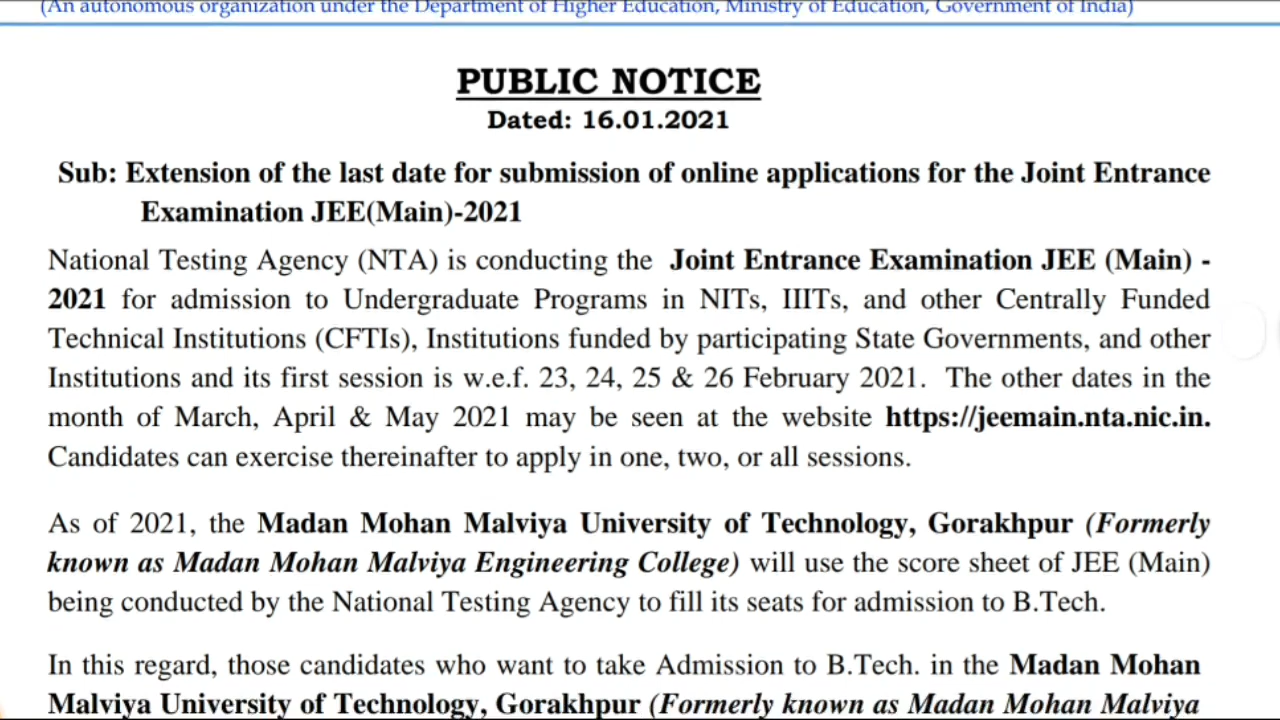 (An autonomous organization under the Department of Higher Education, Ministry of Education, Government of India)
PUBLIC NOTICE
Dated: 16.01.2021
Sub: Extension of the last date for submission of online applications for the Joint Entrance
Examination JEE(Main)-2021
National Testing Agency (NTA) is conducting the Joint Entrance Examination JEE (Main) -
2021 for admission to Undergraduate Programs in NITs, IIITs, and other Centrally Funded
Technical Institutions (CFTIs), Institutions funded by participating State Governments, and other
Institutions and its first session is w.e.f. 23, 24, 25 & 26 February 2021. The other dates in the
month of March, April & May 2021 may be seen at the website https://jeemain.nta.nic.in.
Candidates can exercise thereinafter to apply in one, two, or all sessions.
As of 2021, the Madan Mohan Malviya University of Technology, Gorakhpur (Formerly
known as Madan Mohan Malviya Engineering College) will use the score sheet of JEE (Main)
being conducted by the National Testing Agency to fill its seats for admission to B.Tech.
In this regard, those candidates who want to take Admission to B.Tech. in the Madan Mohan
Malviya University of Technology, Gorakhpur (Formerly known as Madan Mohan Malviya